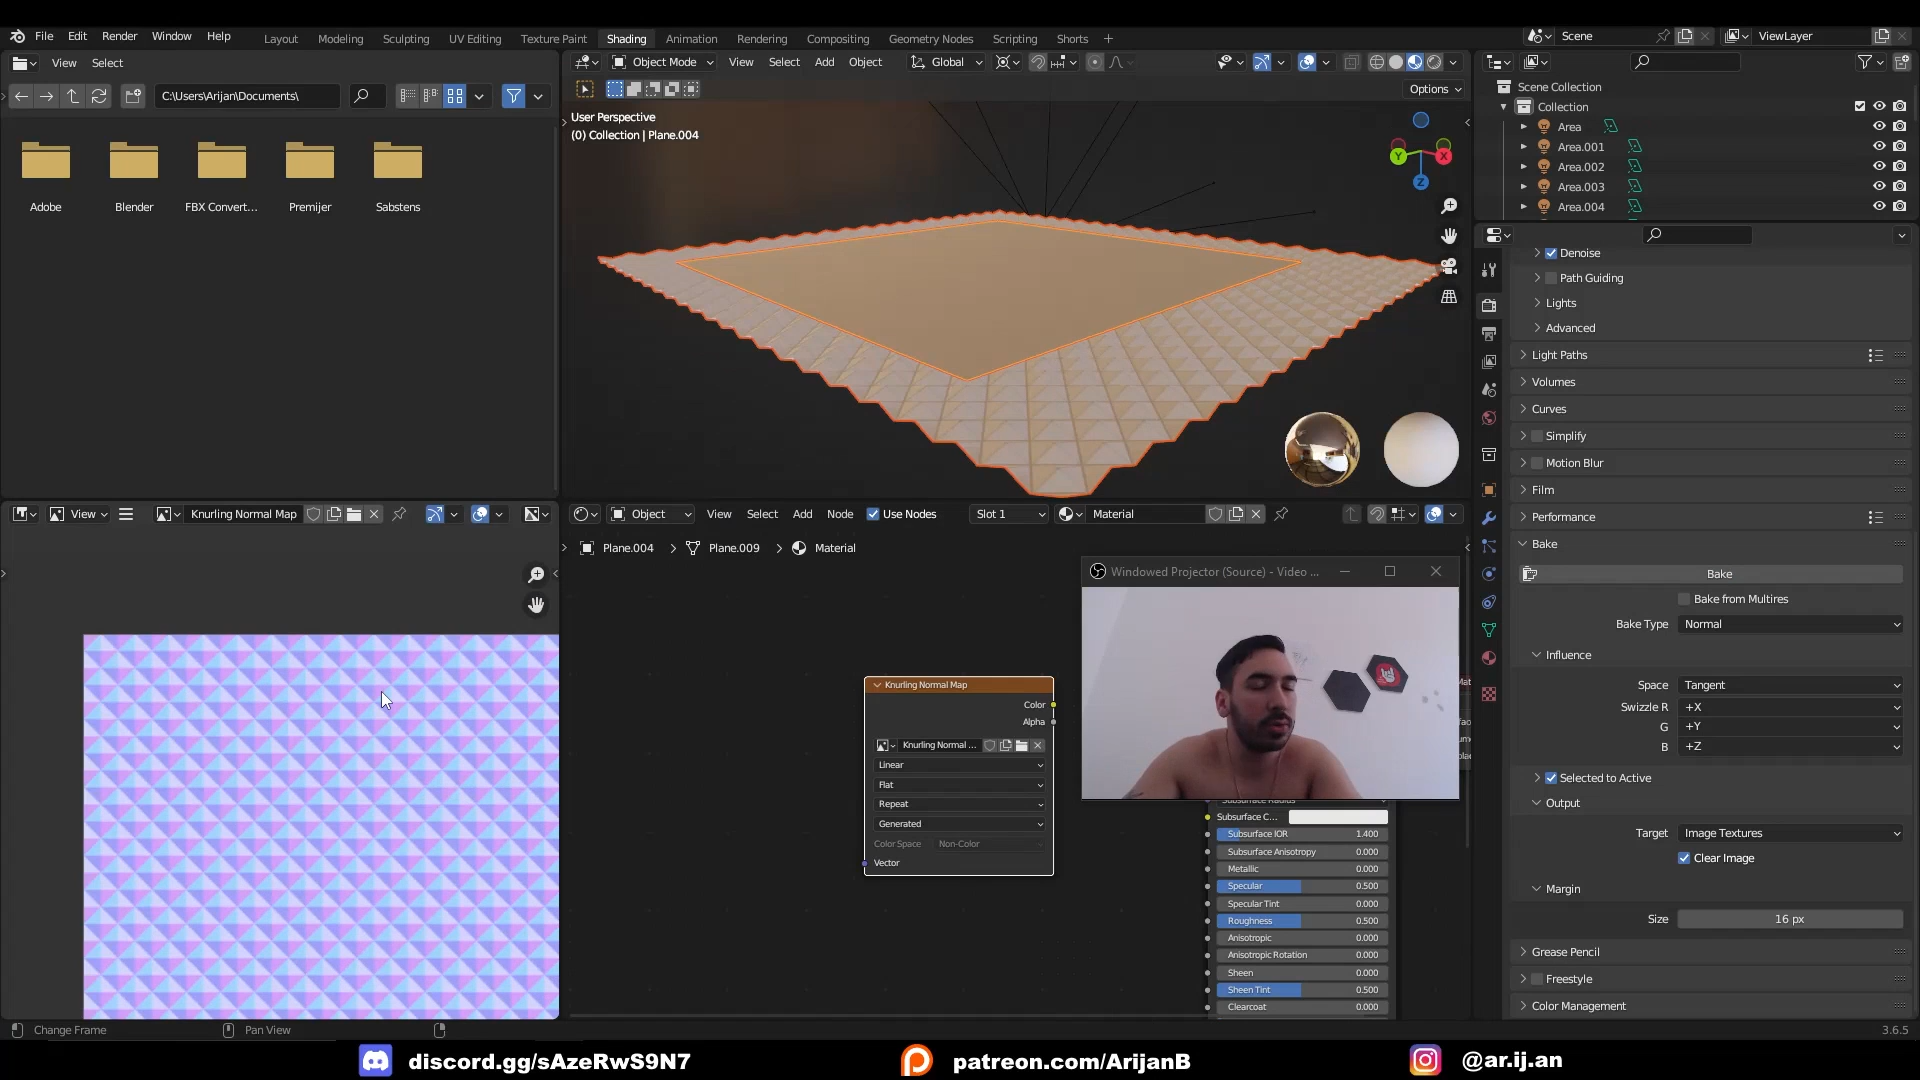 File Edit Render Window Help
Layout Modeling Sculpting UV Editing Texture Paint Shading Animation Rendering Compositing Geometry Nodes Scripting Shorts +
Scene
ViewLayer
View Select
C:\Users\Arijan\Documents\
Adobe
Blender
FBX Convert...
Premijer
Sabstens
Object Mode View Select Add Object Global
Options
User Perspective
(0) Collection | Plane.004
Y
X
Z
Scene Collection
Collection
Area
Area.001
Area.002
Area.003
Area.004
Denoise
Path Guiding
Lights
Advanced
Light Paths
Volumes
Curves
Simplify
Motion Blur
Film
Performance
Bake
Bake
Bake from Multires
Bake Type Normal
Influence
Space Tangent
Swizzle R +X
G +Y
B +Z
Selected to Active
Output
Target Image Textures
Clear Image
Margin
Size 16 px
Grease Pencil
Freestyle
Color Management
View Knurling Normal Map
Object View Select Add Node Use Nodes Slot 1 Material
Plane.004 > Plane.009 > Material
Windowed Projector (Source) - Video ...
Knurling Normal Map
Color
Alpha
Knurling Normal ...
Linear
Flat
Repeat
Generated
Color Space Non-Color
Vector
Subsurface Radius
Subsurface C...
Subsurface IOR 1.400
Subsurface Anisotropy 0.000
Metallic 0.000
Specular 0.500
Specular Tint 0.000
Roughness 0.500
Anisotropic 0.000
Anisotropic Rotation 0.000
Sheen 0.000
Sheen Tint 0.500
Clearcoat 0.000
Change Frame
Pan View
3.6.5
discord.gg/sAzeRwS9N7
patreon.com/ArijanB
@ar.ij.an